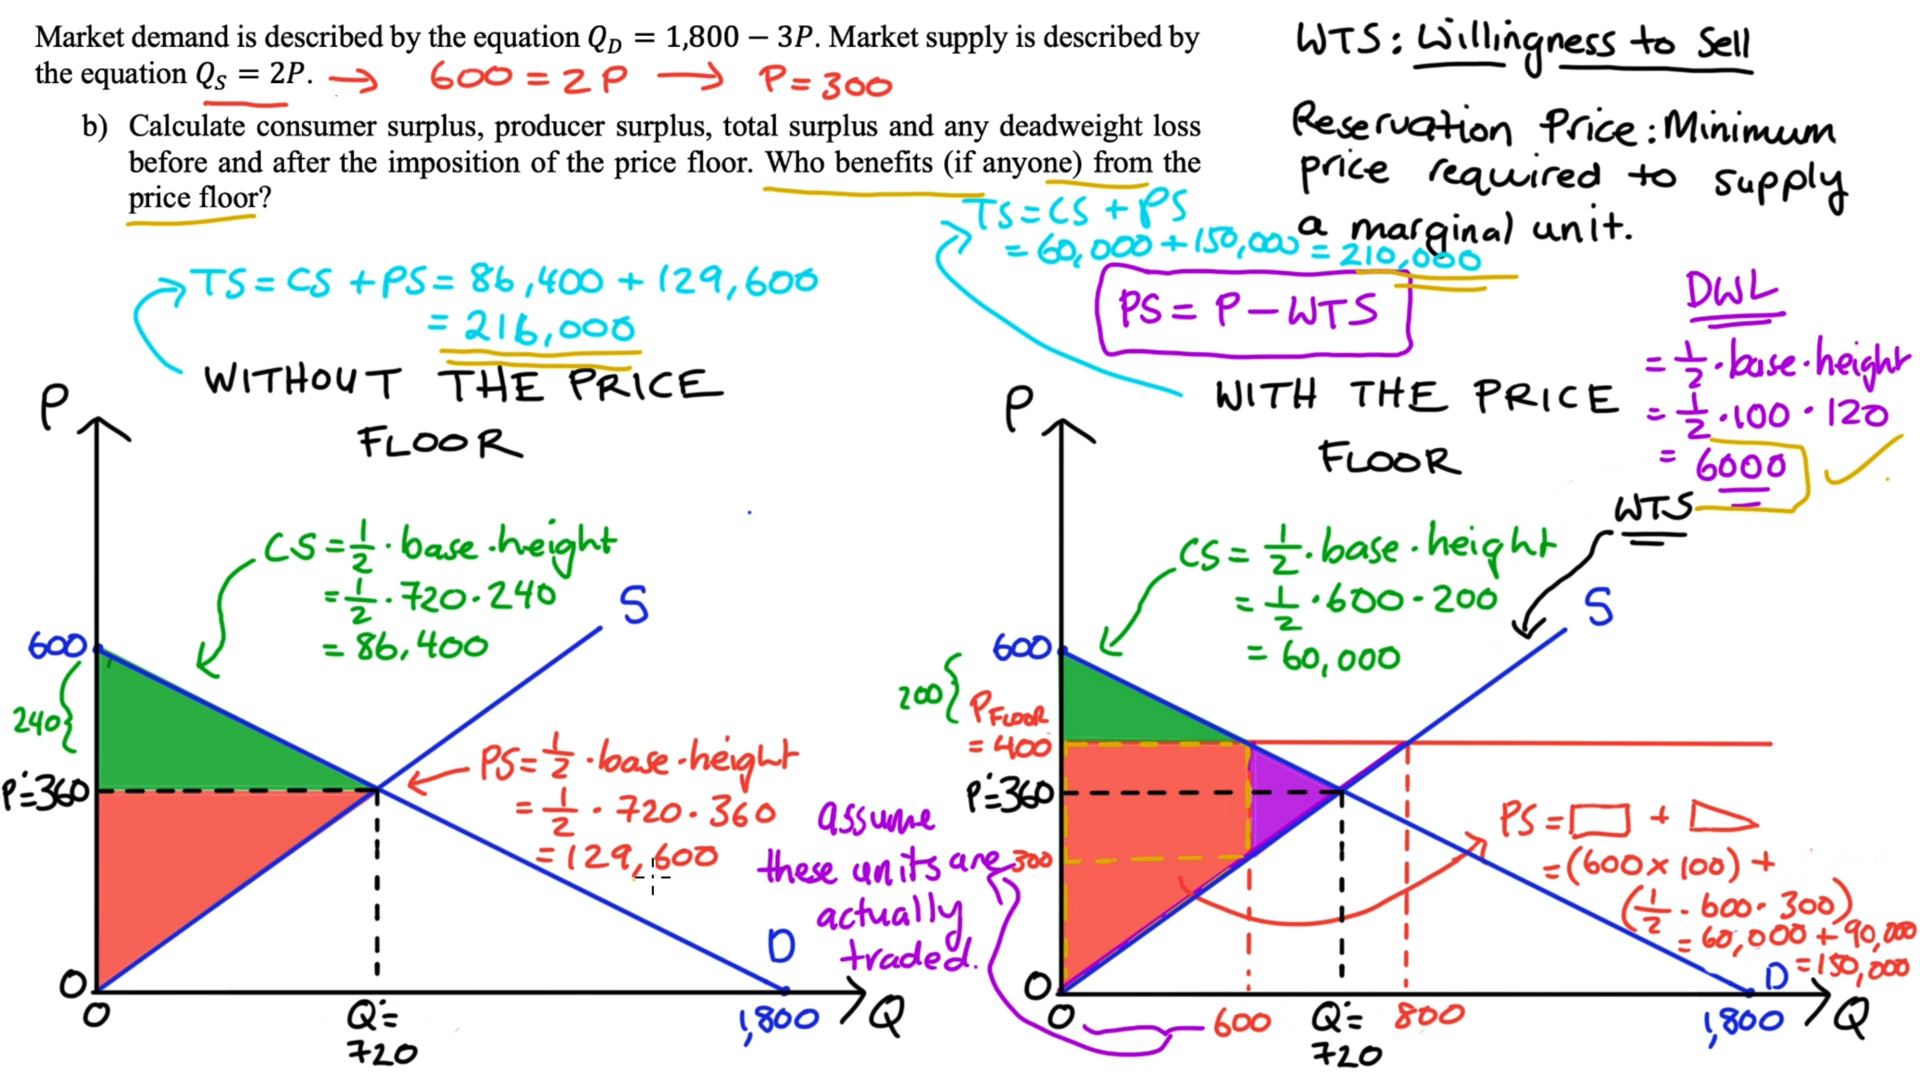 Market demand is described by the equation Q_D = 1,800 − 3P. Market supply is described by
the equation Q_S = 2P. → 600 = 2P → P = 300
b) Calculate consumer surplus, producer surplus, total surplus and any deadweight loss
before and after the imposition of the price floor. Who benefits (if anyone) from the
price floor?
WTS: Willingness to Sell
Reservation Price: Minimum
price required to supply
a marginal unit.
TS = CS + PS = 86,400 + 129,600
= 216,000
WITHOUT THE PRICE
FLOOR
P
CS = 1/2 · base · height
= 1/2 · 720 · 240
= 86,400
S
600
240
P*=360
PS = 1/2 · base · height
= 1/2 · 720 · 360
= 129,600
D
0
0
Q*=
720
1,800
Q
TS = CS + PS
= 60,000 + 150,000 = 210,000
PS = P − WTS
DWL
= 1/2 · base · height
= 1/2 · 100 · 120
= 6000
WITH THE PRICE
FLOOR
P
WTS
CS = 1/2 · base · height
= 1/2 · 600 · 200
= 60,000
S
600
200
P FLOOR
= 400
P*=360
300
assume
these units are
actually
traded.
PS = ▭ + ◺
= (600 x 100) +
(1/2 · 600 · 300)
= 60,000 + 90,000
= 150,000
D
0
0
600
Q*=
720
800
1,800
Q